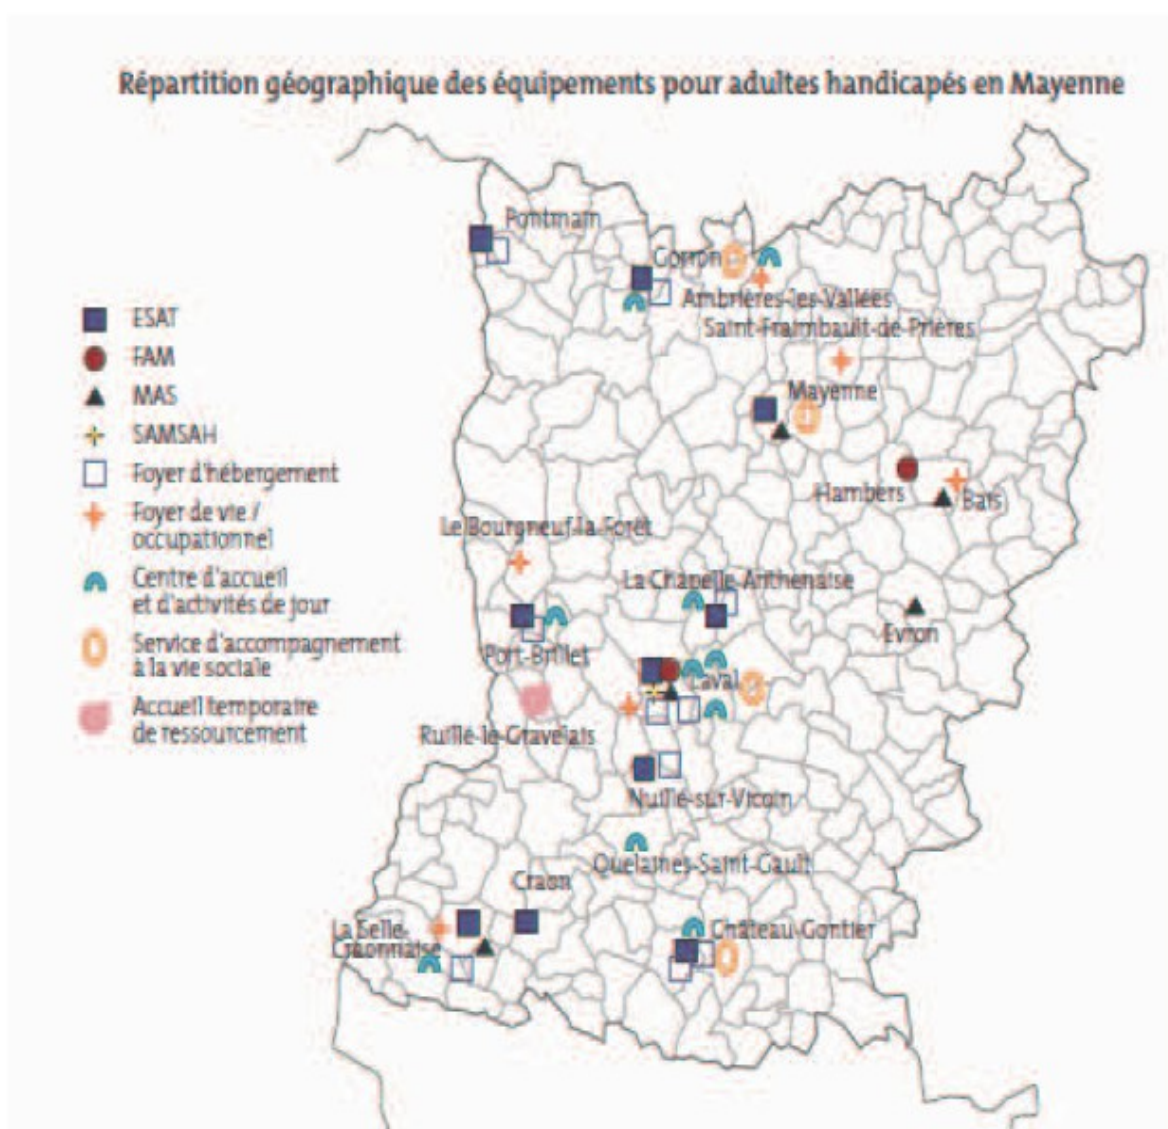 Répartition géographique des équipements pour adultes handicapés en Mayenne
Pontmain
Gorron
Ambrières-les-Vallées
Saint-Fraimbault-de-Prières
ESAT
FAM
MAS
SAMSAH
Foyer d'hébergement
Foyer de vie /
occupationnel
Centre d'accueil
et d'activités de jour
Service d'accompagnement
à la vie sociale
Accueil temporaire
de ressourcement
Mayenne
Hambers
Bais
Le Bourgneuf-la-Forêt
La Chapelle-Anthenaise
Evron
Port-Brillet
Laval
Ruillé-le-Gravelais
Nuillé-sur-Vicoin
Quelaines-Saint-Gault
Craon
La Selle-
Craonnaise
Château-Gontier